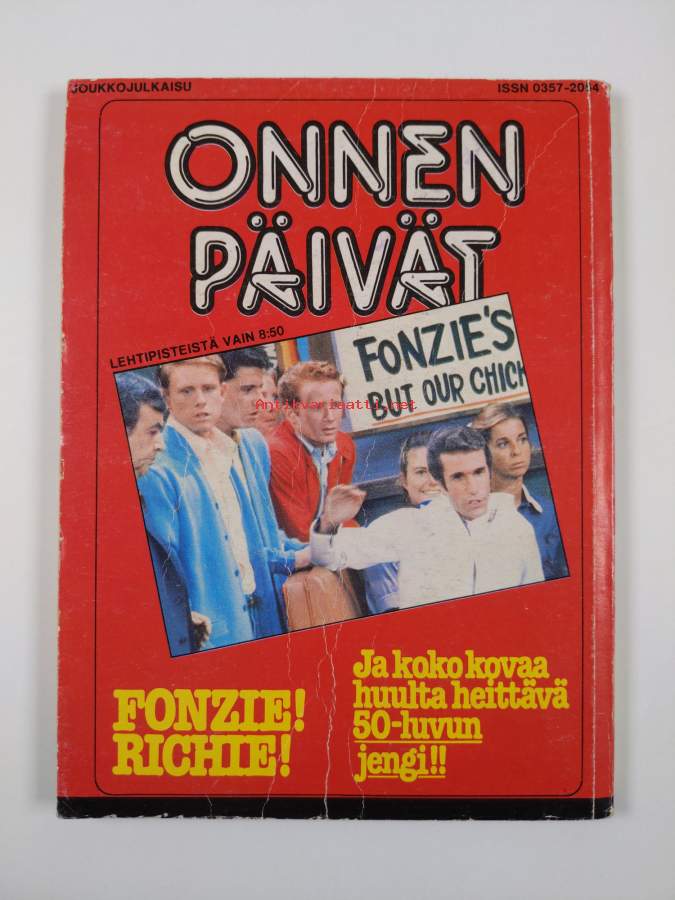 JOUKKOJULKAISU
ISSN 0357-2054
ONNEN
PÄIVÄT
LEHTIPISTEISTÄ VAIN 8:50
FONZIE'S
BUT OUR CHICK
Antikvariaatti.net
FONZIE!
RICHIE!
Ja koko kovaa
huulta heittävä
50-luvun
jengi!!